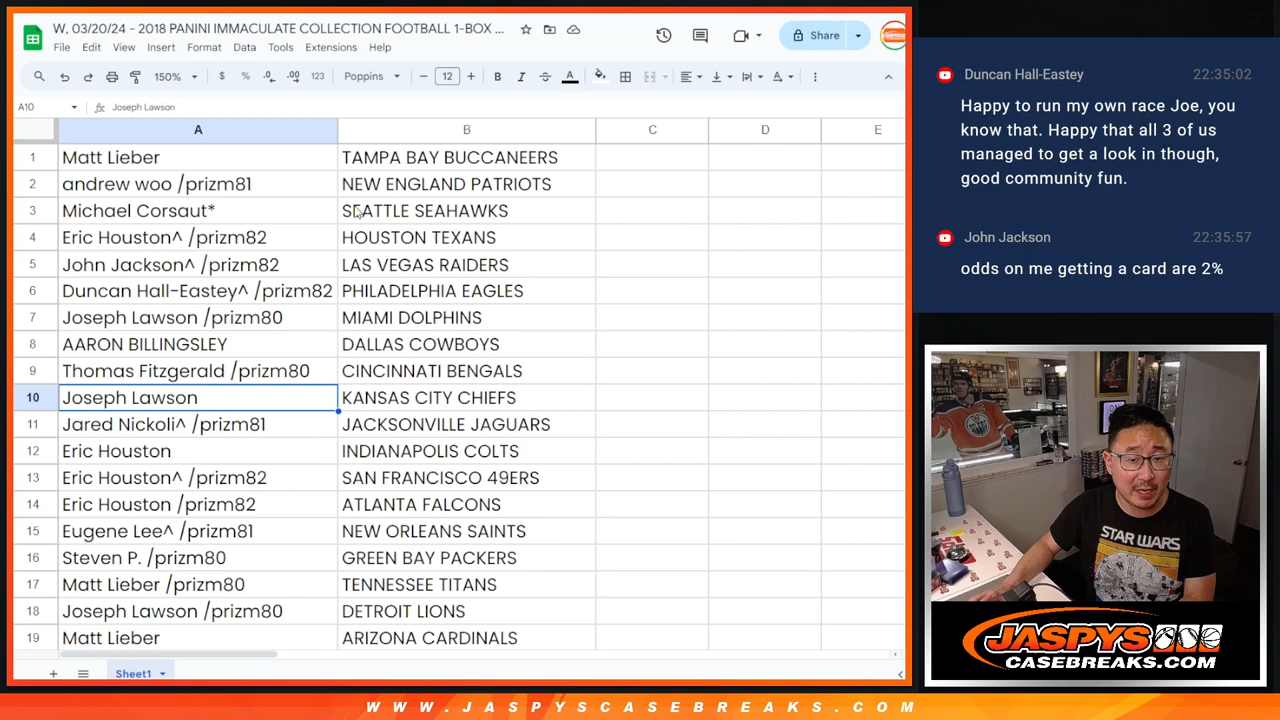 W, 03/20/24 - 2018 PANINI IMMACULATE COLLECTION FOOTBALL 1-BOX ...
File Edit View Insert Format Data Tools Extensions Help
Share
150% $ % .0 .00 123 Poppins 12 B I A
A10 fx Joseph Lawson
A B C D E
1 Matt Lieber TAMPA BAY BUCCANEERS
2 andrew woo /prizm81 NEW ENGLAND PATRIOTS
3 Michael Corsaut* SEATTLE SEAHAWKS
4 Eric Houston^ /prizm82 HOUSTON TEXANS
5 John Jackson^ /prizm82 LAS VEGAS RAIDERS
6 Duncan Hall-Eastey^ /prizm82 PHILADELPHIA EAGLES
7 Joseph Lawson /prizm80 MIAMI DOLPHINS
8 AARON BILLINGSLEY DALLAS COWBOYS
9 Thomas Fitzgerald /prizm80 CINCINNATI BENGALS
10 Joseph Lawson KANSAS CITY CHIEFS
11 Jared Nickoli^ /prizm81 JACKSONVILLE JAGUARS
12 Eric Houston INDIANAPOLIS COLTS
13 Eric Houston^ /prizm82 SAN FRANCISCO 49ERS
14 Eric Houston /prizm82 ATLANTA FALCONS
15 Eugene Lee^ /prizm81 NEW ORLEANS SAINTS
16 Steven P. /prizm80 GREEN BAY PACKERS
17 Matt Lieber /prizm80 TENNESSEE TITANS
18 Joseph Lawson /prizm80 DETROIT LIONS
19 Matt Lieber ARIZONA CARDINALS
Sheet1
Duncan Hall-Eastey 22:35:02
Happy to run my own race Joe, you
know that. Happy that all 3 of us
managed to get a look in though,
good community fun.
John Jackson 22:35:57
odds on me getting a card are 2%
STAR WARS
JASPYS
CASEBREAKS.COM
WWW.JASPYSCASEBREAKS.COM